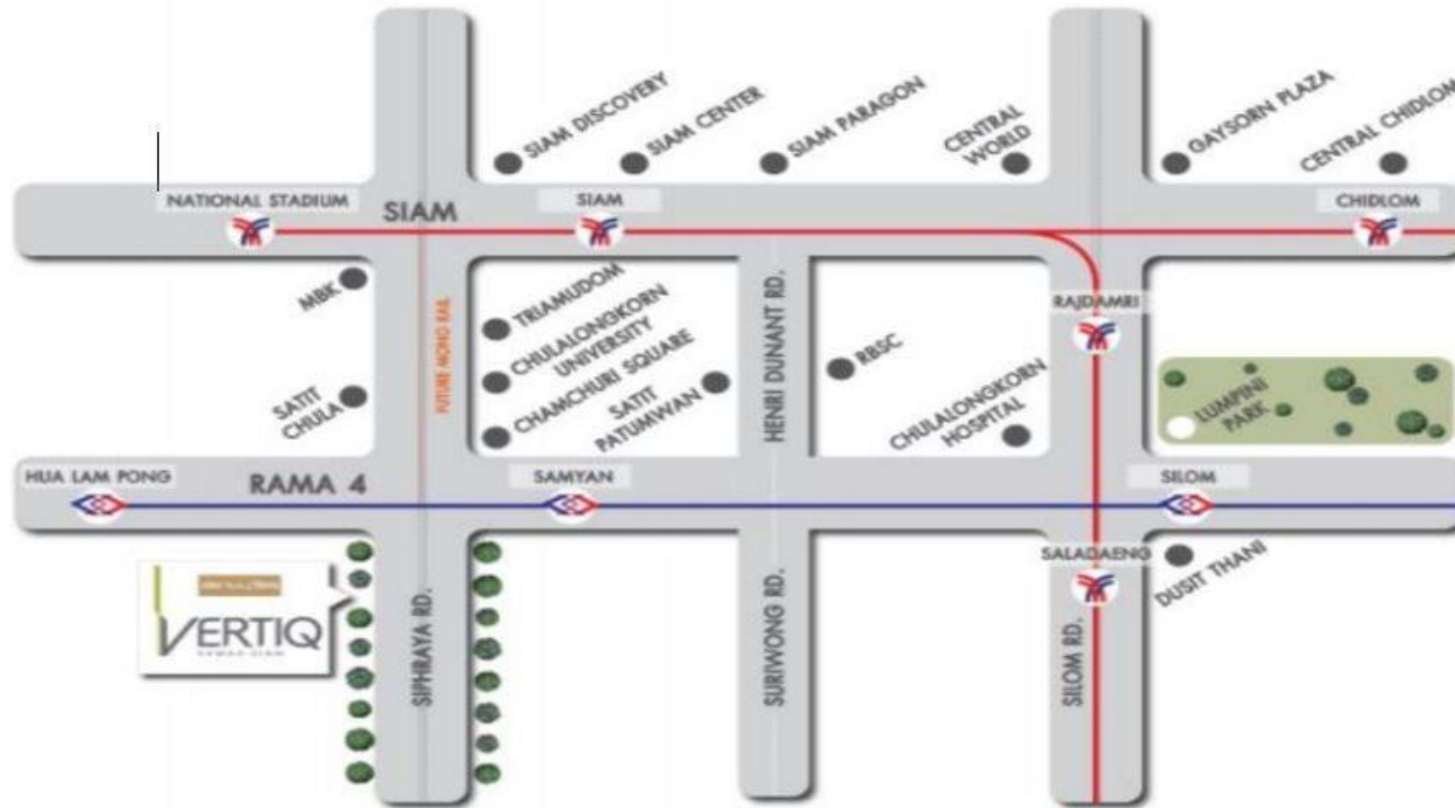 SIAM DISCOVERY
SIAM CENTER
SIAM PARAGON
CENTRAL
WORLD
GAYSORN PLAZA
CENTRAL CHIDLOM
NATIONAL STADIUM
SIAM
SIAM
CHIDLOM
MBK
FUTURE MONO RAIL
TRIAMUDOM
CHULALONGKORN
UNIVERSITY
CHAMCHURI SQUARE
SATIT
PATUMWAN
HENRI DUNANT RD.
RBSC
RAJDAMRI
CHULALONGKORN
HOSPITAL
LUMPINI
PARK
SATIT
CHULA
HUA LAM PONG
RAMA 4
SAMYAN
SILOM
SALADAENG
DUSIT THANI
VERTIQ
SIPHRAYA RD.
SURIWONG RD.
SILOM RD.